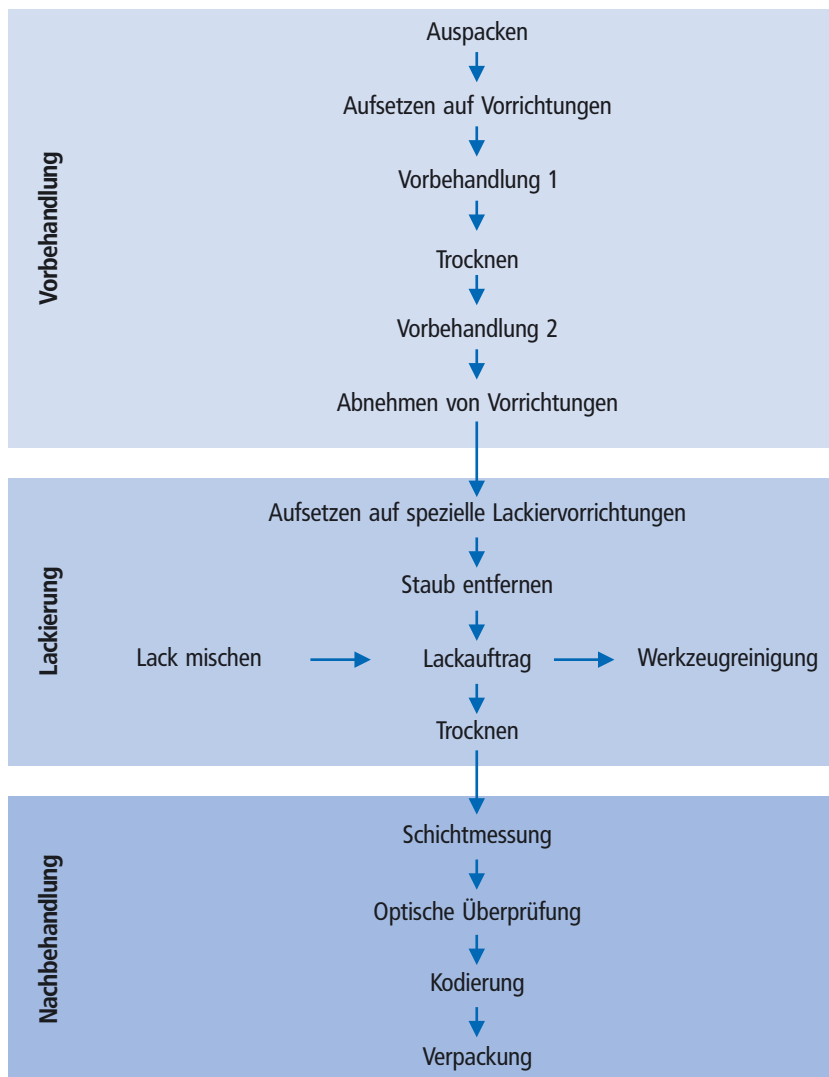 Vorbehandlung
Auspacken
Aufsetzen auf Vorrichtungen
Vorbehandlung 1
Trocknen
Vorbehandlung 2
Abnehmen von Vorrichtungen
Lackierung
Aufsetzen auf spezielle Lackiervorrichtungen
Staub entfernen
Lack mischen
Lackauftrag
Werkzeugreinigung
Trocknen
Nachbehandlung
Schichtmessung
Optische Überprüfung
Kodierung
Verpackung